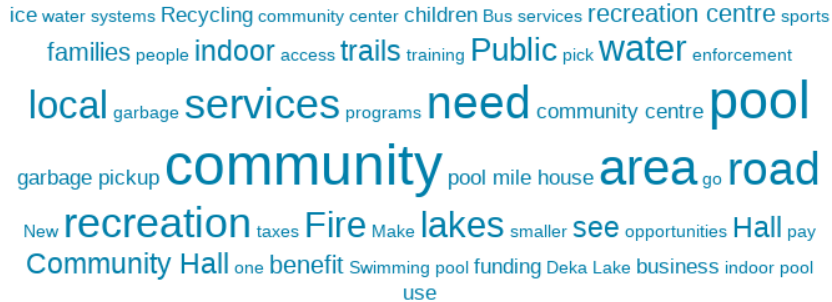 ice water systems Recycling community center children Bus services recreation centre sports
families people indoor access trails training Public pick water enforcement
local garbage services programs need community centre pool
garbage pickup community pool mile house area go road
New recreation taxes Fire Make lakes smaller see opportunities Hall pay
Community Hall one benefit Swimming pool funding Deka Lake business indoor pool
use